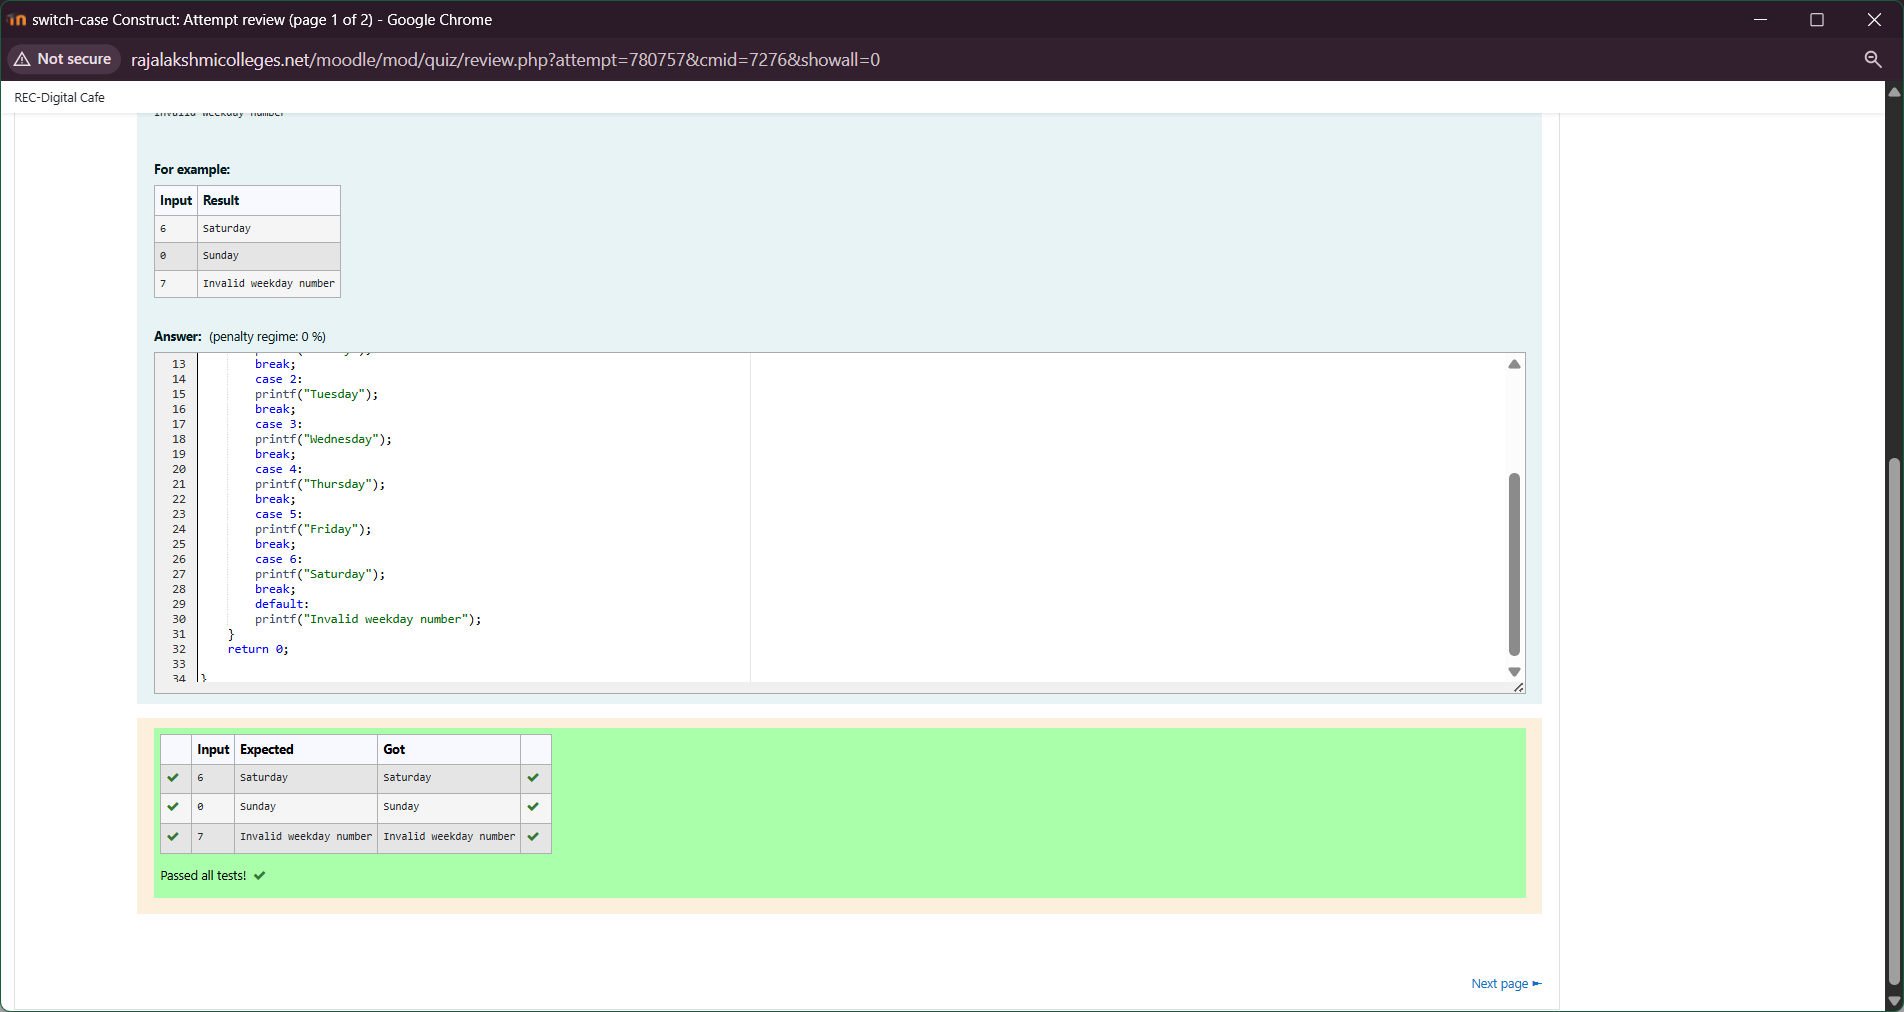 switch-case Construct: Attempt review (page 1 of 2) - Google Chrome
Not secure rajalakshmicolleges.net/moodle/mod/quiz/review.php?attempt=780757&cmid=7276&showall=0
REC-Digital Cafe
Invalid weekday number
For example:
Input Result
6 Saturday
0 Sunday
7 Invalid weekday number
Answer: (penalty regime: 0 %)
13 break;
14 case 2:
15 printf("Tuesday");
16 break;
17 case 3:
18 printf("Wednesday");
19 break;
20 case 4:
21 printf("Thursday");
22 break;
23 case 5:
24 printf("Friday");
25 break;
26 case 6:
27 printf("Saturday");
28 break;
29 default:
30 printf("Invalid weekday number");
31 }
32 return 0;
33
34 }
Input Expected Got
6 Saturday Saturday
0 Sunday Sunday
7 Invalid weekday number Invalid weekday number
Passed all tests!
Next page